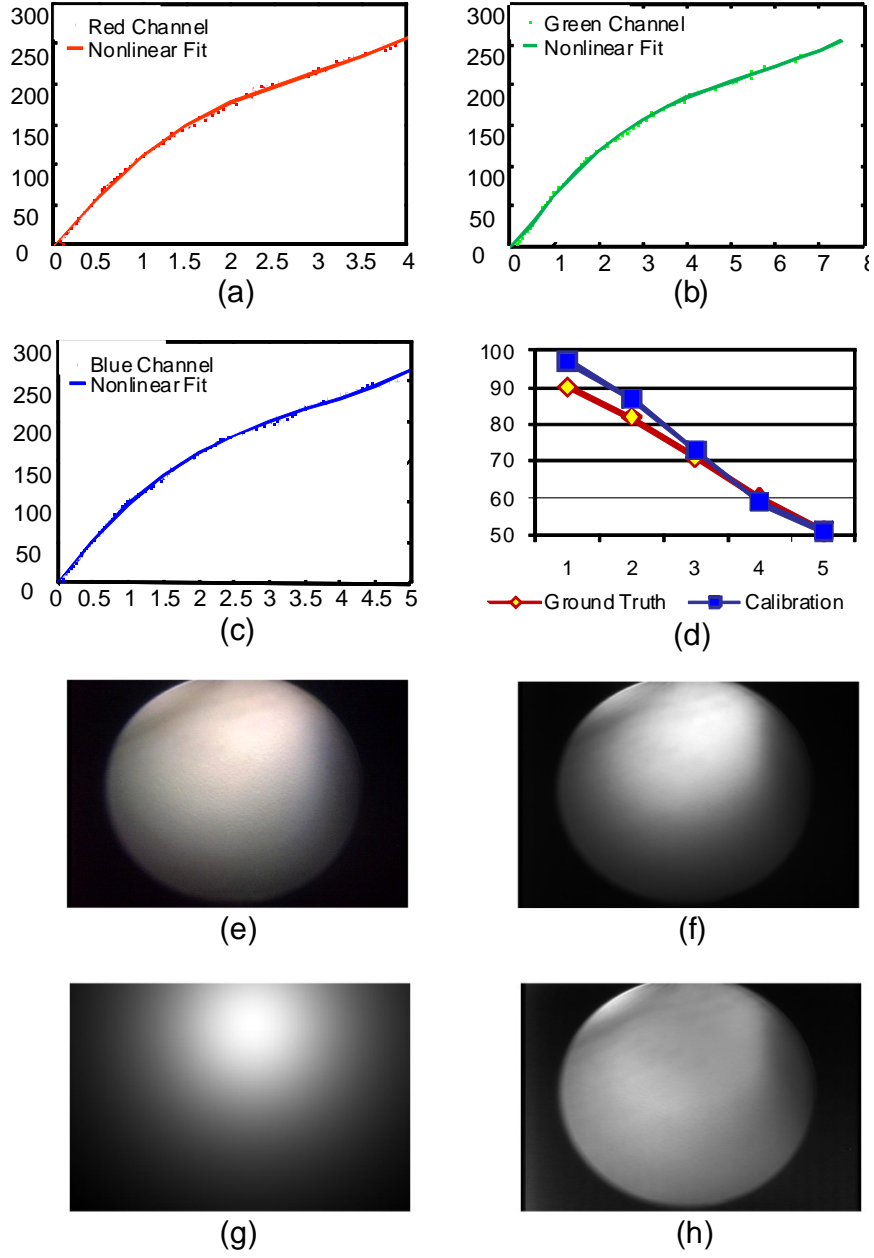 300
250
200
150
100
50
0
Red Channel
Nonlinear Fit
0 0.5 1 1.5 2 2.5 3 3.5 4
(a)
300
250
200
150
100
50
0
Green Channel
Nonlinear Fit
0 1 2 3 4 5 6 7 8
(b)
300
250
200
150
100
50
0
Blue Channel
Nonlinear Fit
0 0.5 1 1.5 2 2.5 3 3.5 4 4.5 5
(c)
100
90
80
70
60
50
1 2 3 4 5
Ground Truth
Calibration
(d)
(e)
(f)
(g)
(h)